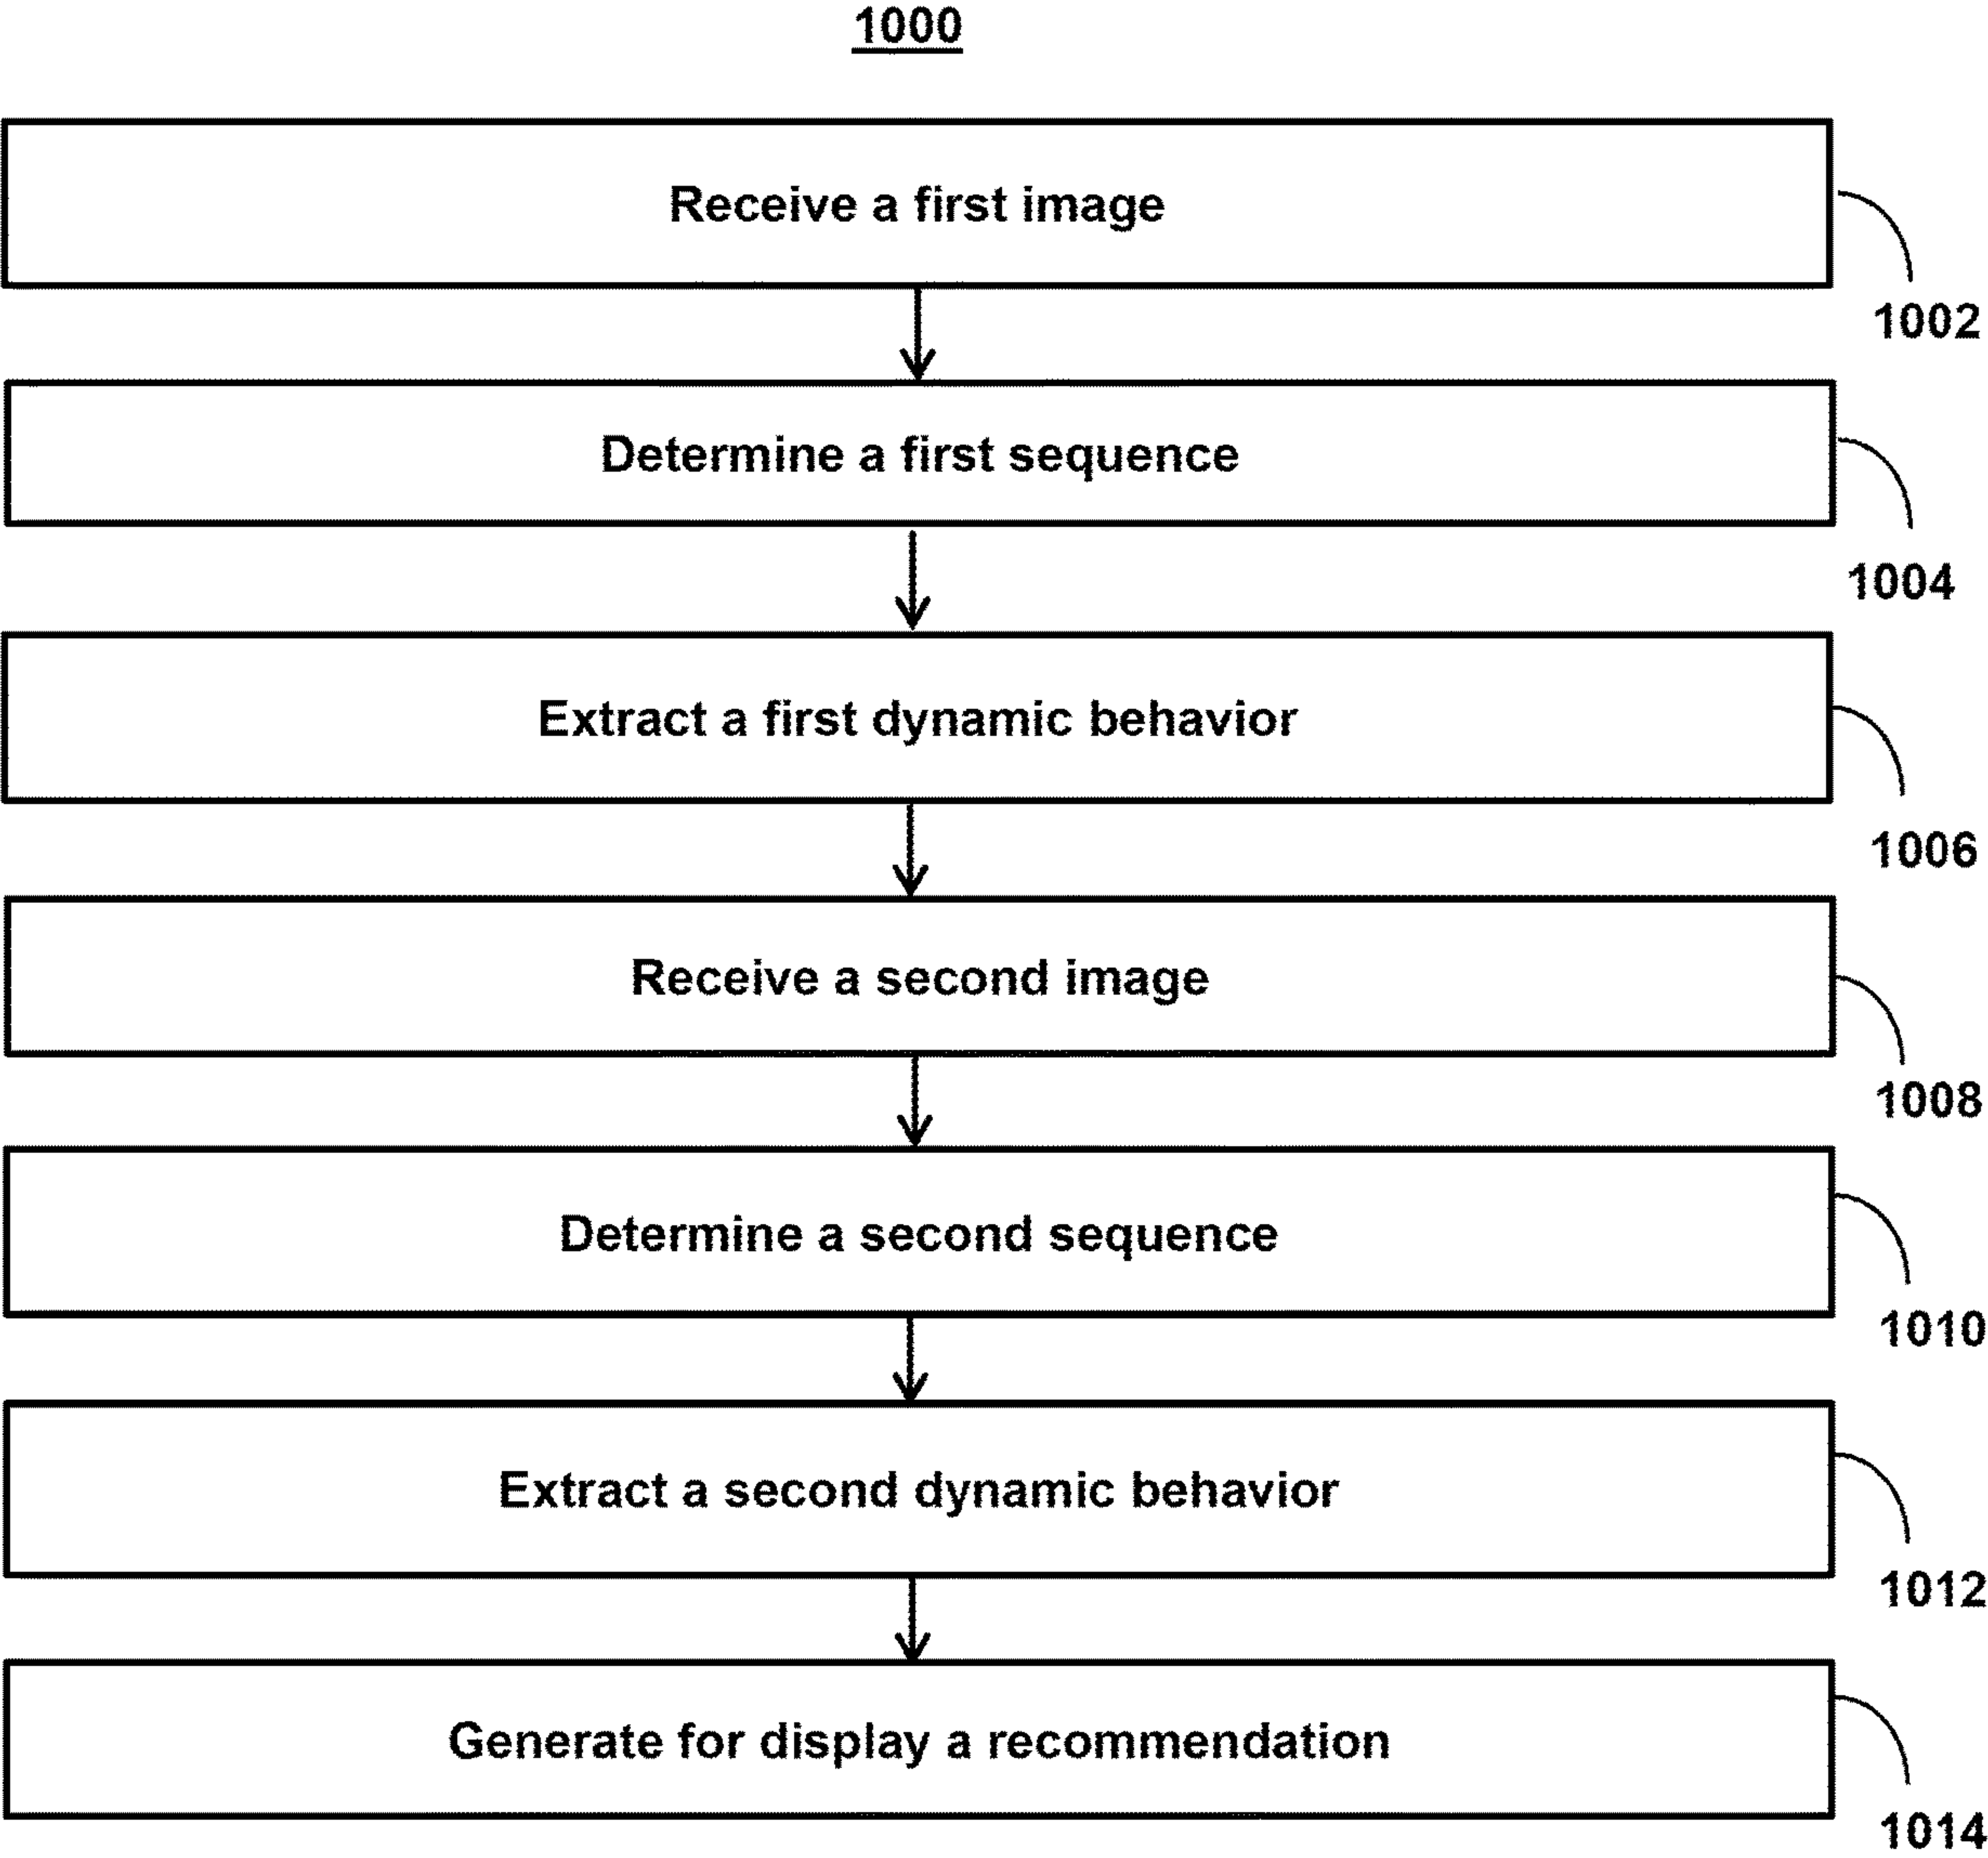 1000
Receive a first image
1002
Determine a first sequence
1004
Extract a first dynamic behavior
1006
Receive a second image
1008
Determine a second sequence
1010
Extract a second dynamic behavior
1012
Generate for display a recommendation
1014